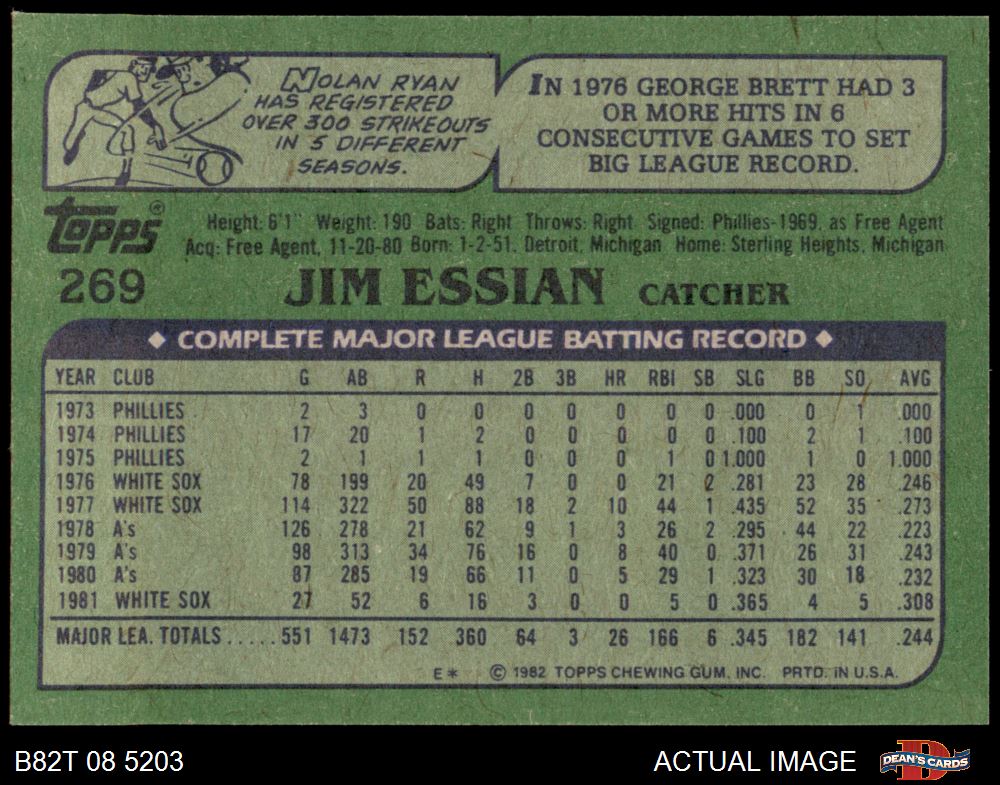 NOLAN RYAN
HAS REGISTERED
OVER 300 STRIKEOUTS
IN 5 DIFFERENT
SEASONS.
IN 1976 GEORGE BRETT HAD 3
OR MORE HITS IN 6
CONSECUTIVE GAMES TO SET
BIG LEAGUE RECORD.
TOPPS®
Height: 6'1" Weight: 190 Bats: Right Throws: Right Signed: Phillies-1969, as Free Agent
Acq: Free Agent, 11-20-80 Born: 1-2-51, Detroit, Michigan Home: Sterling Heights, Michigan
269 JIM ESSIAN CATCHER
◆ COMPLETE MAJOR LEAGUE BATTING RECORD ◆
YEAR CLUB G AB R H 2B 3B HR RBI SB SLG BB SO AVG
1973 PHILLIES 2 3 0 0 0 0 0 0 0 .000 0 1 .000
1974 PHILLIES 17 20 1 2 0 0 0 0 0 .100 2 1 .100
1975 PHILLIES 2 1 1 1 0 0 0 1 0 1.000 1 0 1.000
1976 WHITE SOX 78 199 20 49 7 0 0 21 2 .281 23 28 .246
1977 WHITE SOX 114 322 50 88 18 2 10 44 1 .435 52 35 .273
1978 A's 126 278 21 62 9 1 3 26 2 .295 44 22 .223
1979 A's 98 313 34 76 16 0 8 40 0 .371 26 31 .243
1980 A's 87 285 19 66 11 0 5 29 1 .323 30 18 .232
1981 WHITE SOX 27 52 6 16 3 0 0 5 0 .365 4 5 .308
MAJOR LEA. TOTALS.....551 1473 152 360 64 3 26 166 6 .345 182 141 .244
E* © 1982 TOPPS CHEWING GUM, INC. PRTD. IN U.S.A.
B82T 08 5203
ACTUAL IMAGE
D
DEAN'S CARDS